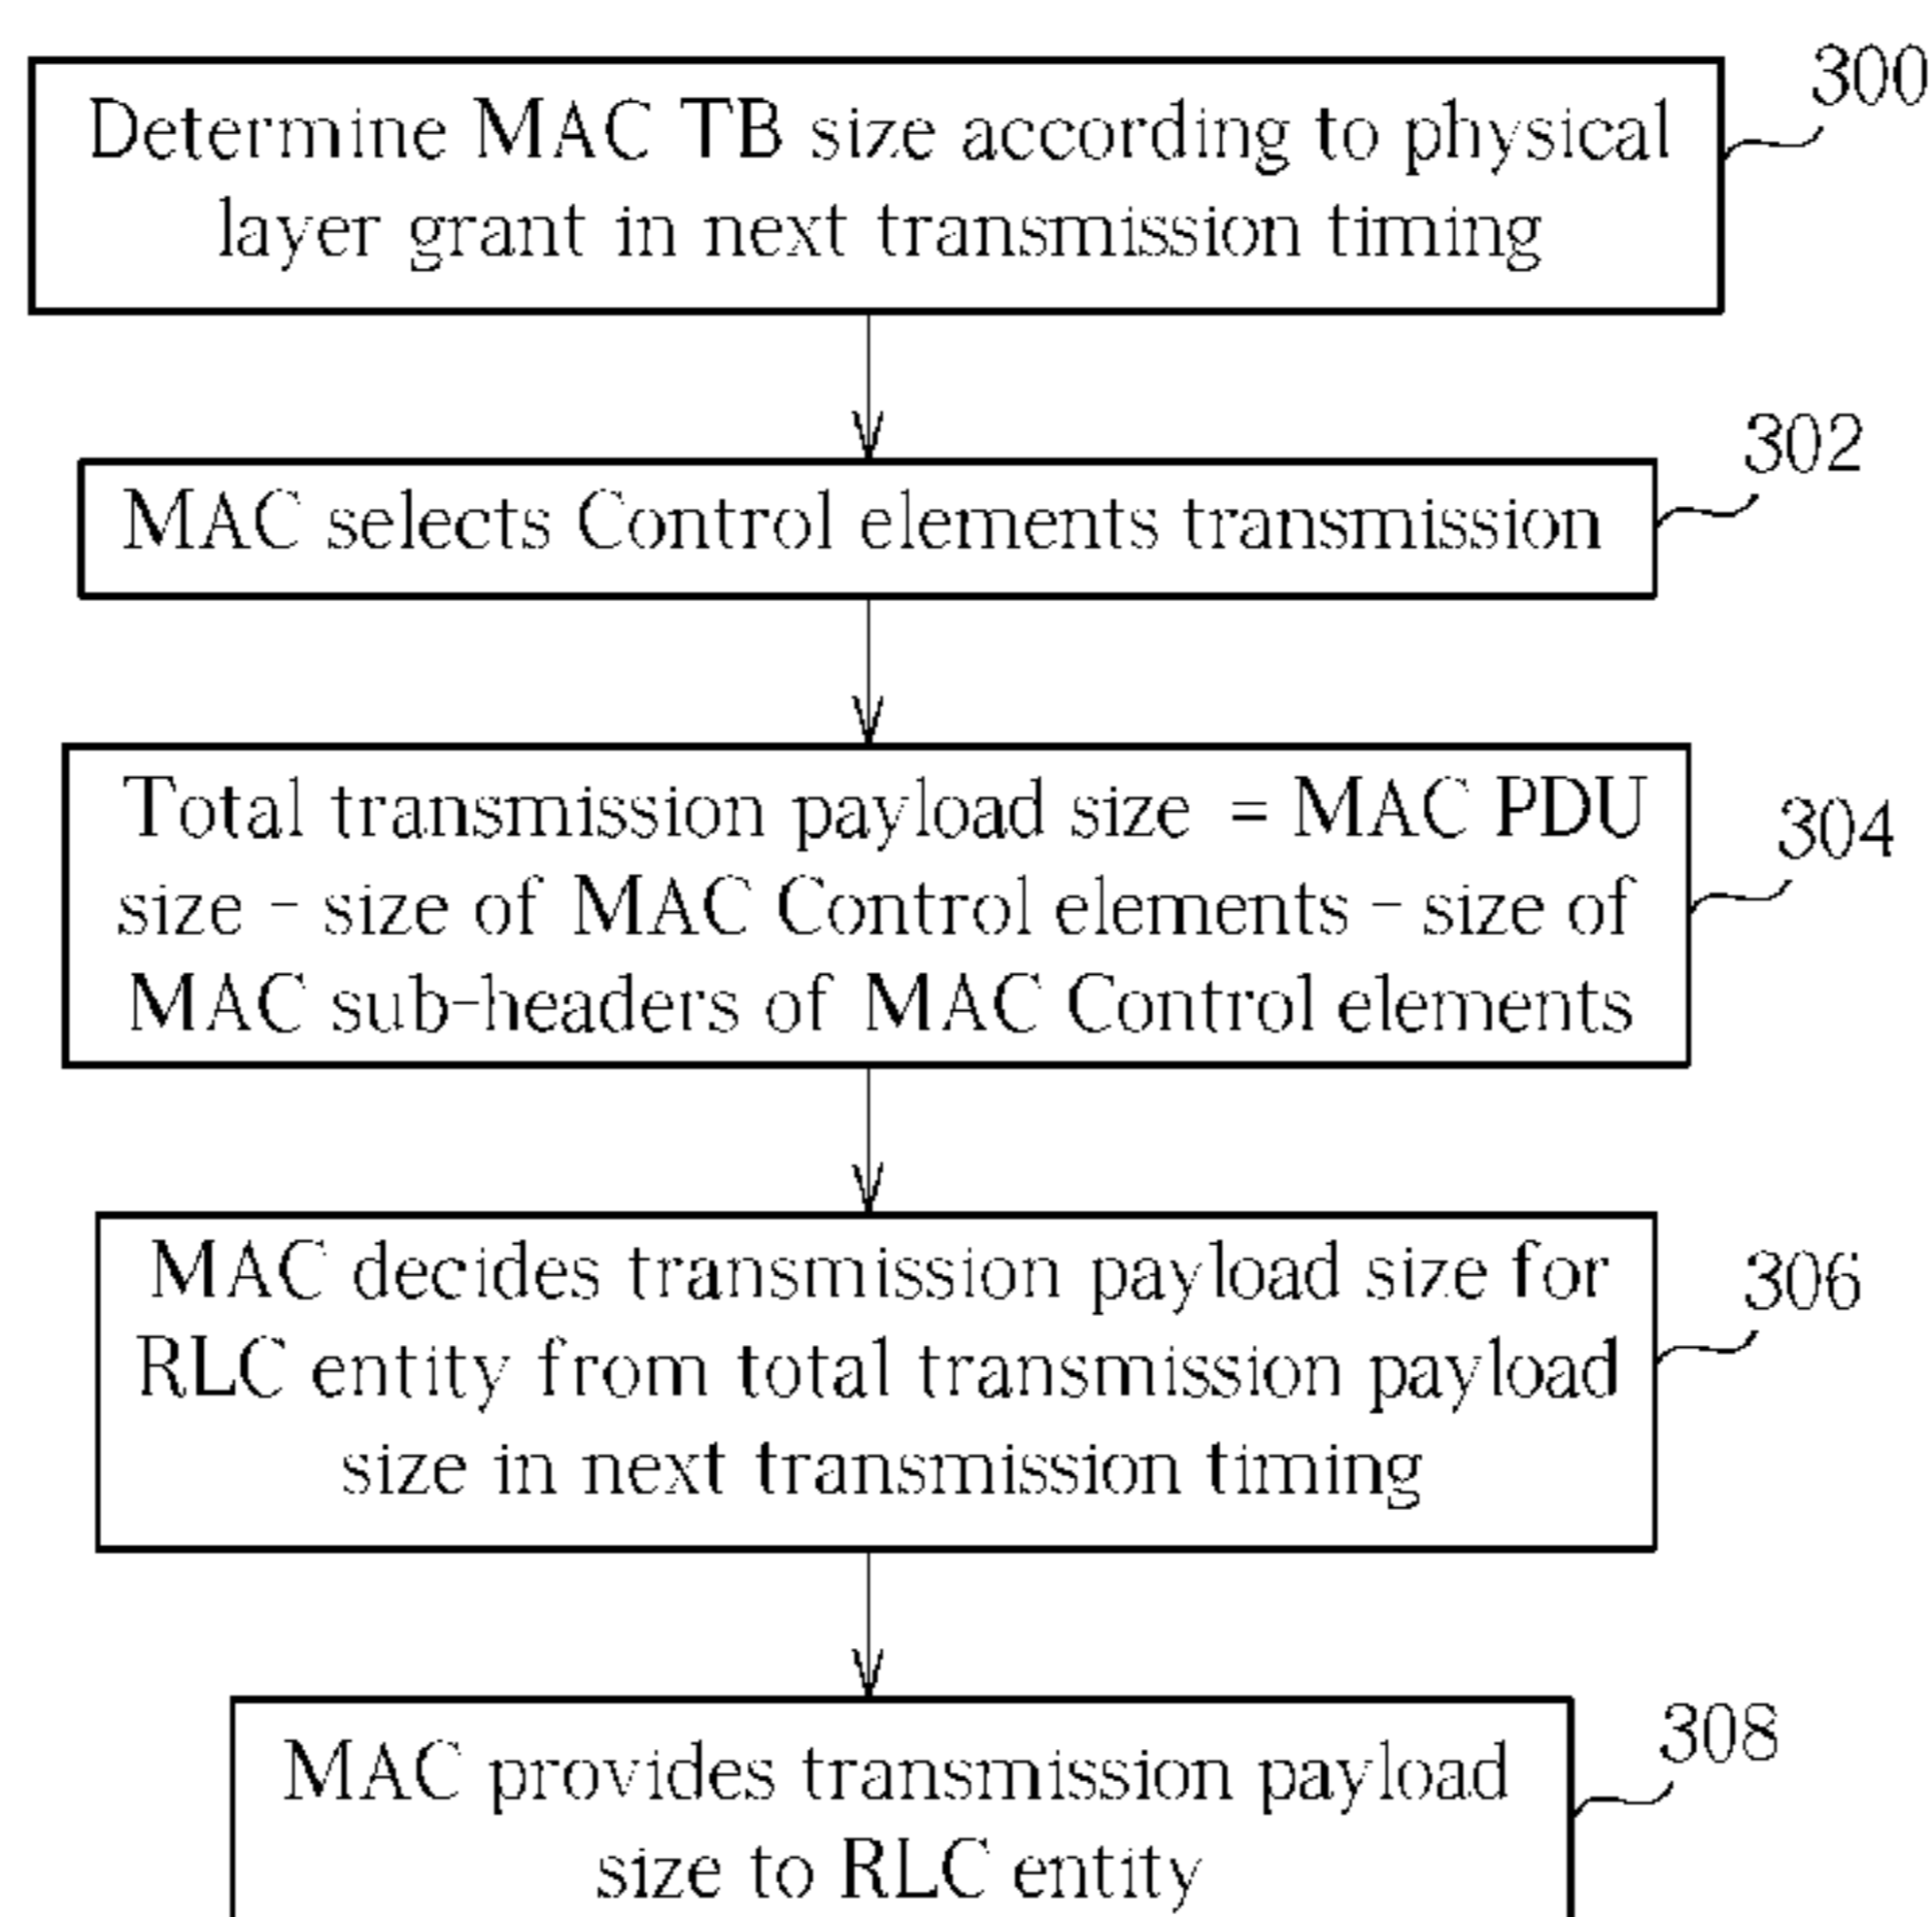 300
Determine MAC TB size according to physical
layer grant in next transmission timing
302
MAC selects Control elements transmission
304
Total transmission payload size = MAC PDU
size - size of MAC Control elements - size of
MAC sub-headers of MAC Control elements
306
MAC decides transmission payload size for
RLC entity from total transmission payload
size in next transmission timing
308
MAC provides transmission payload
size to RLC entity